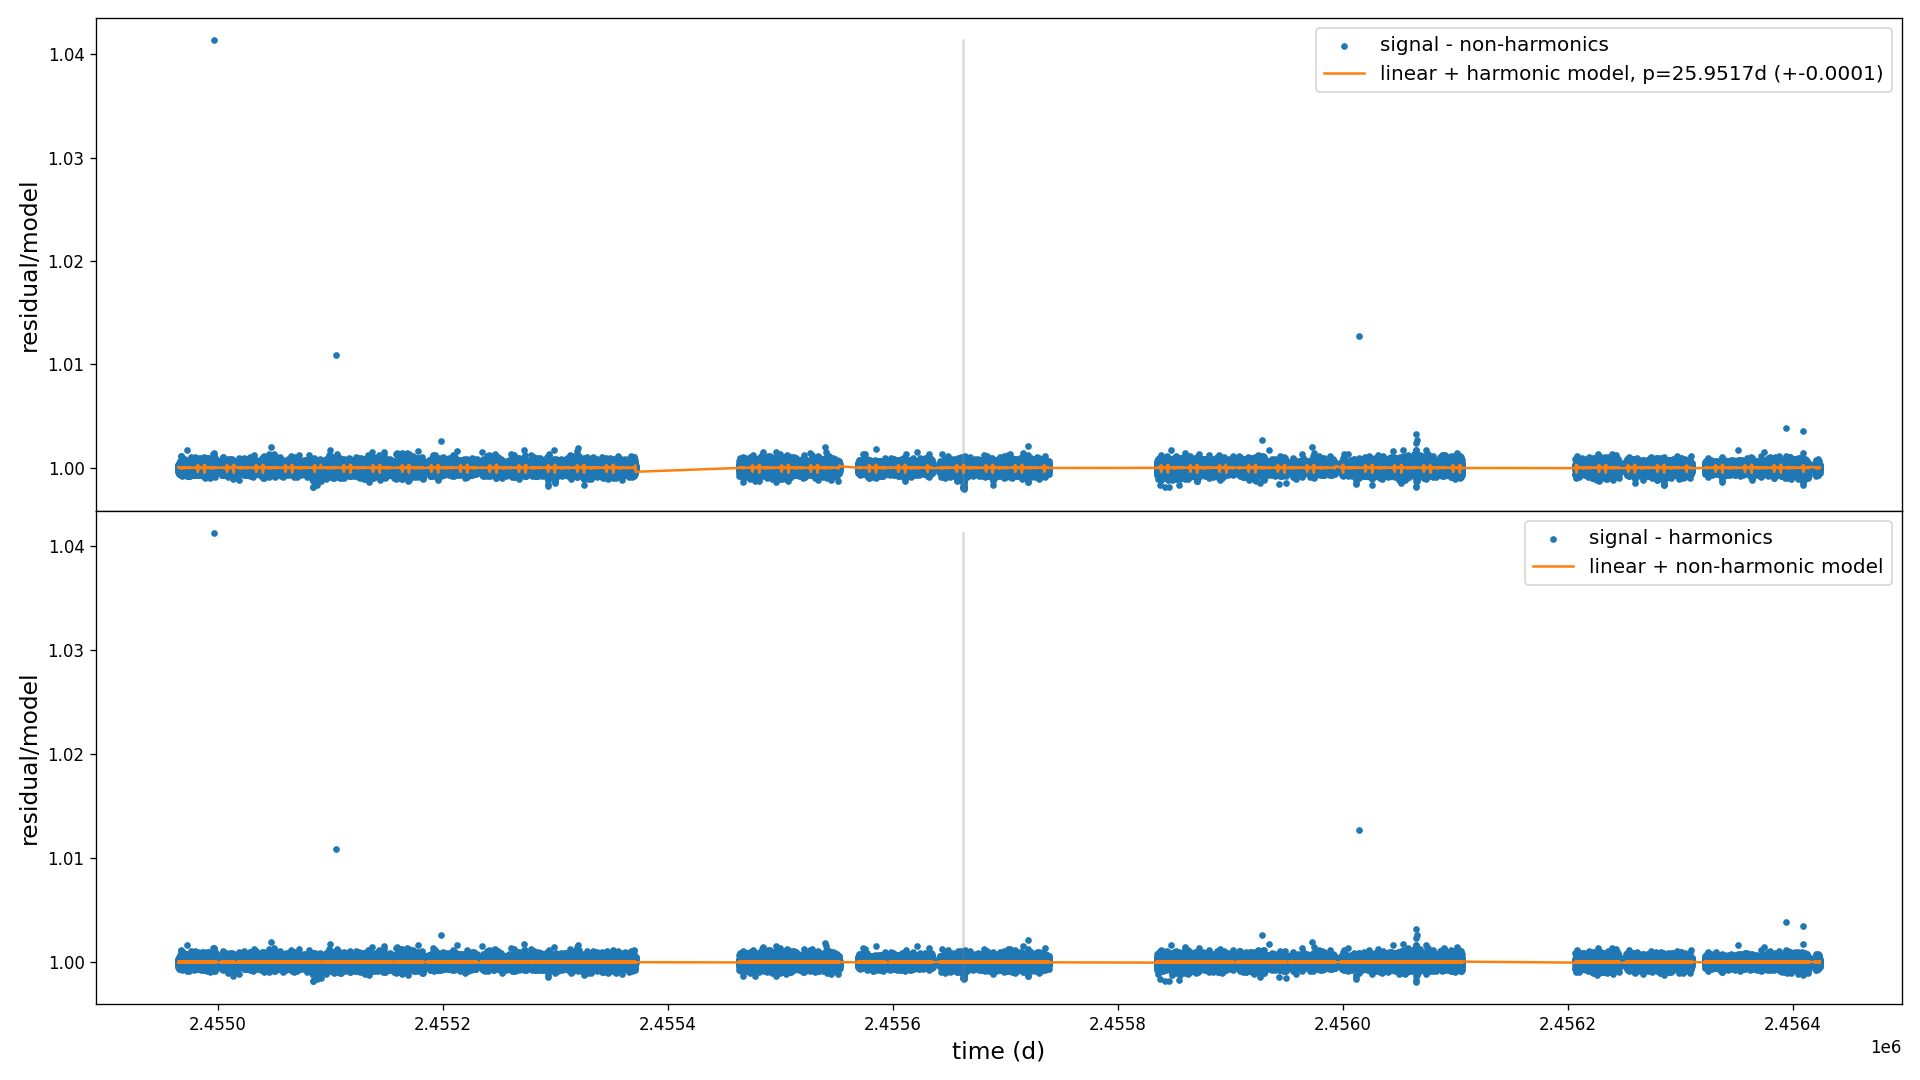 signal - non-harmonics
linear + harmonic model, p=25.9517d (+-0.0001)
residual/model
1.04
1.03
1.02
1.01
1.00
signal - harmonics
linear + non-harmonic model
residual/model
1.04
1.03
1.02
1.01
1.00
2.4550 2.4552 2.4554 2.4556 2.4558 2.4560 2.4562 2.4564
1e6
time (d)